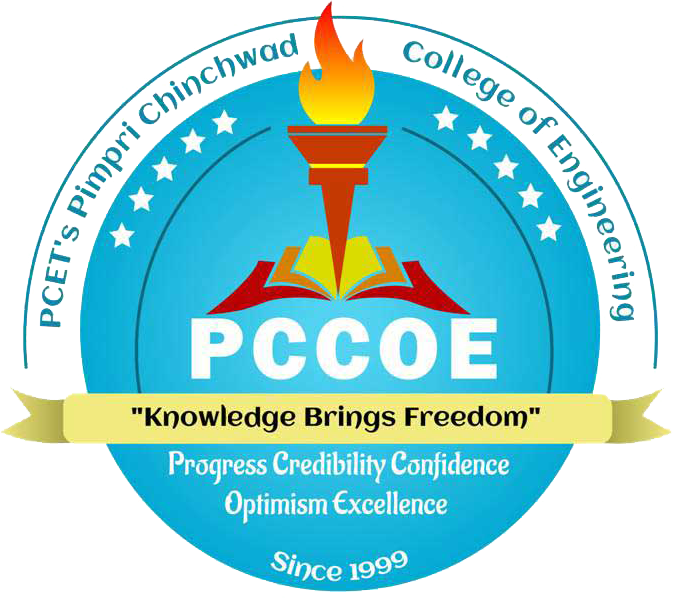 PCET's Pimpri Chinchwad College of Engineering
PCCOE
"Knowledge Brings Freedom"
Progress Credibility Confidence
Optimism Excellence
Since 1999